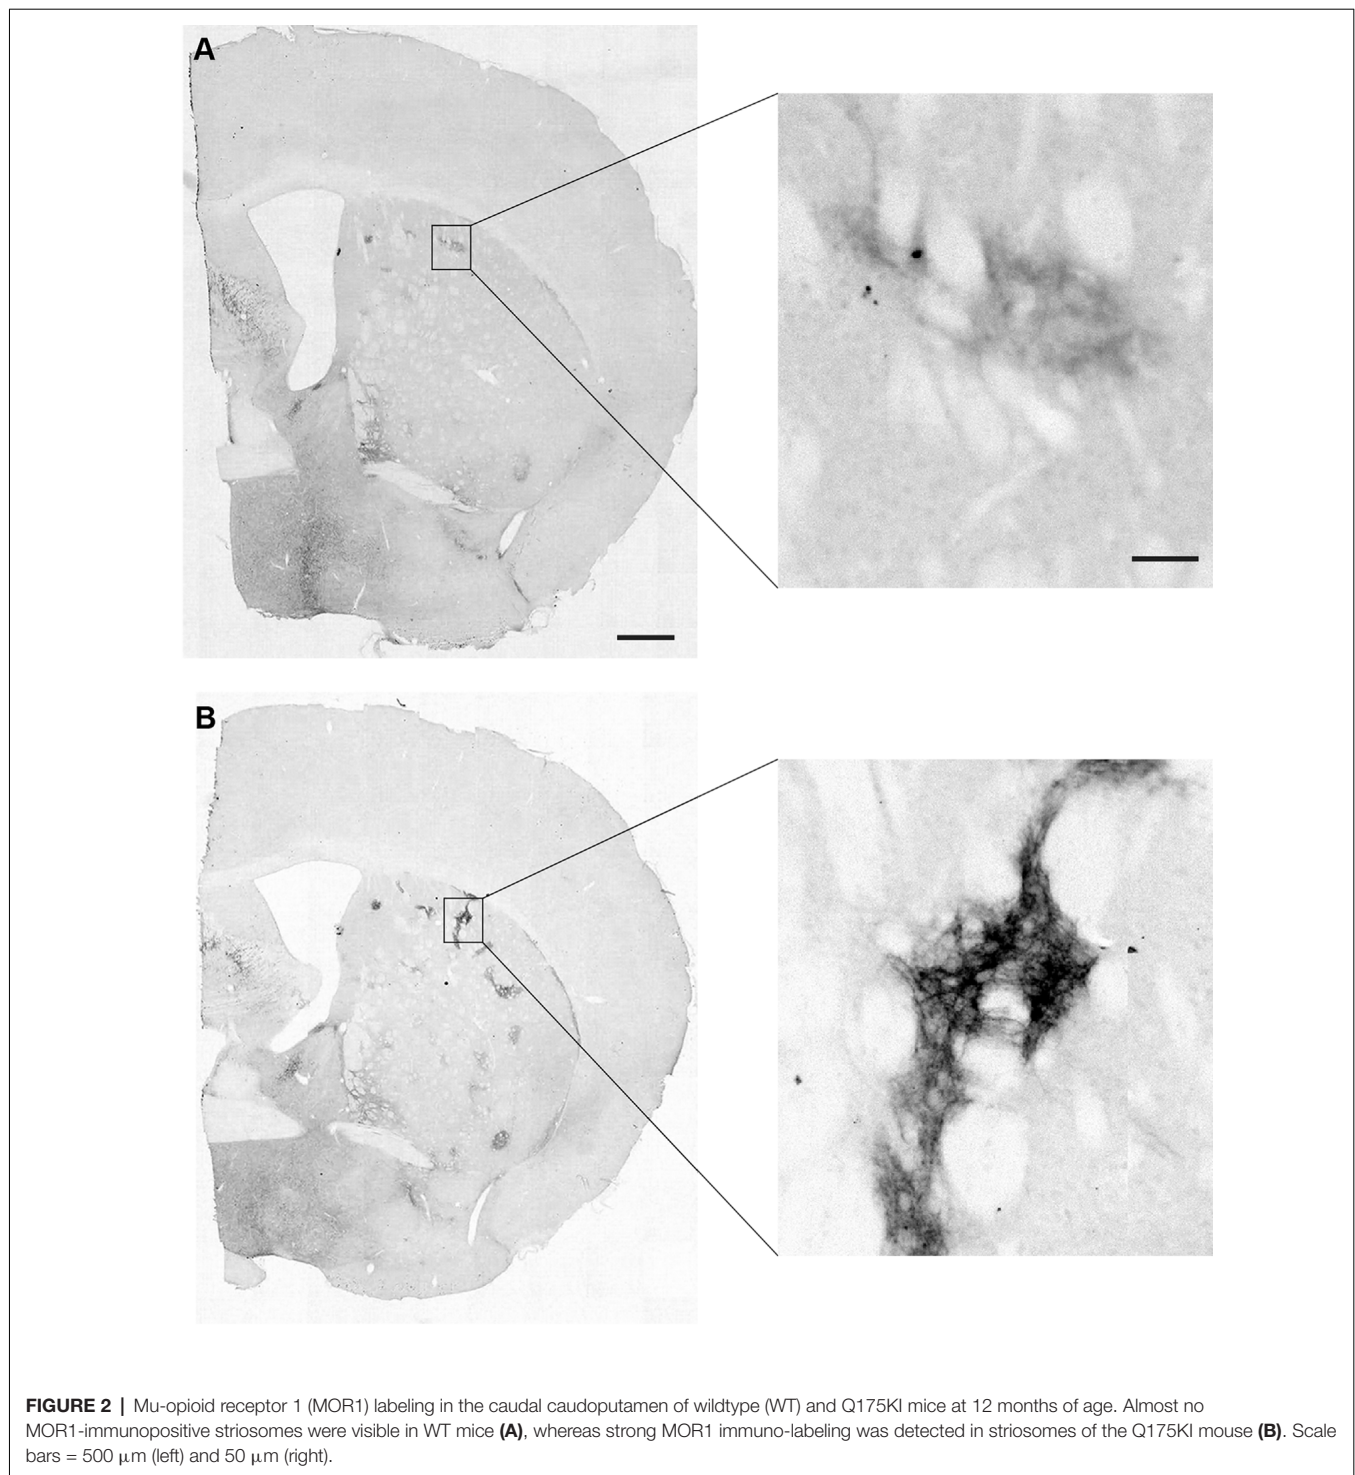 A
B
FIGURE 2 | Mu-opioid receptor 1 (MOR1) labeling in the caudal caudoputamen of wildtype (WT) and Q175KI mice at 12 months of age. Almost no
MOR1-immunopositive striosomes were visible in WT mice (A), whereas strong MOR1 immuno-labeling was detected in striosomes of the Q175KI mouse (B). Scale
bars = 500 μm (left) and 50 μm (right).